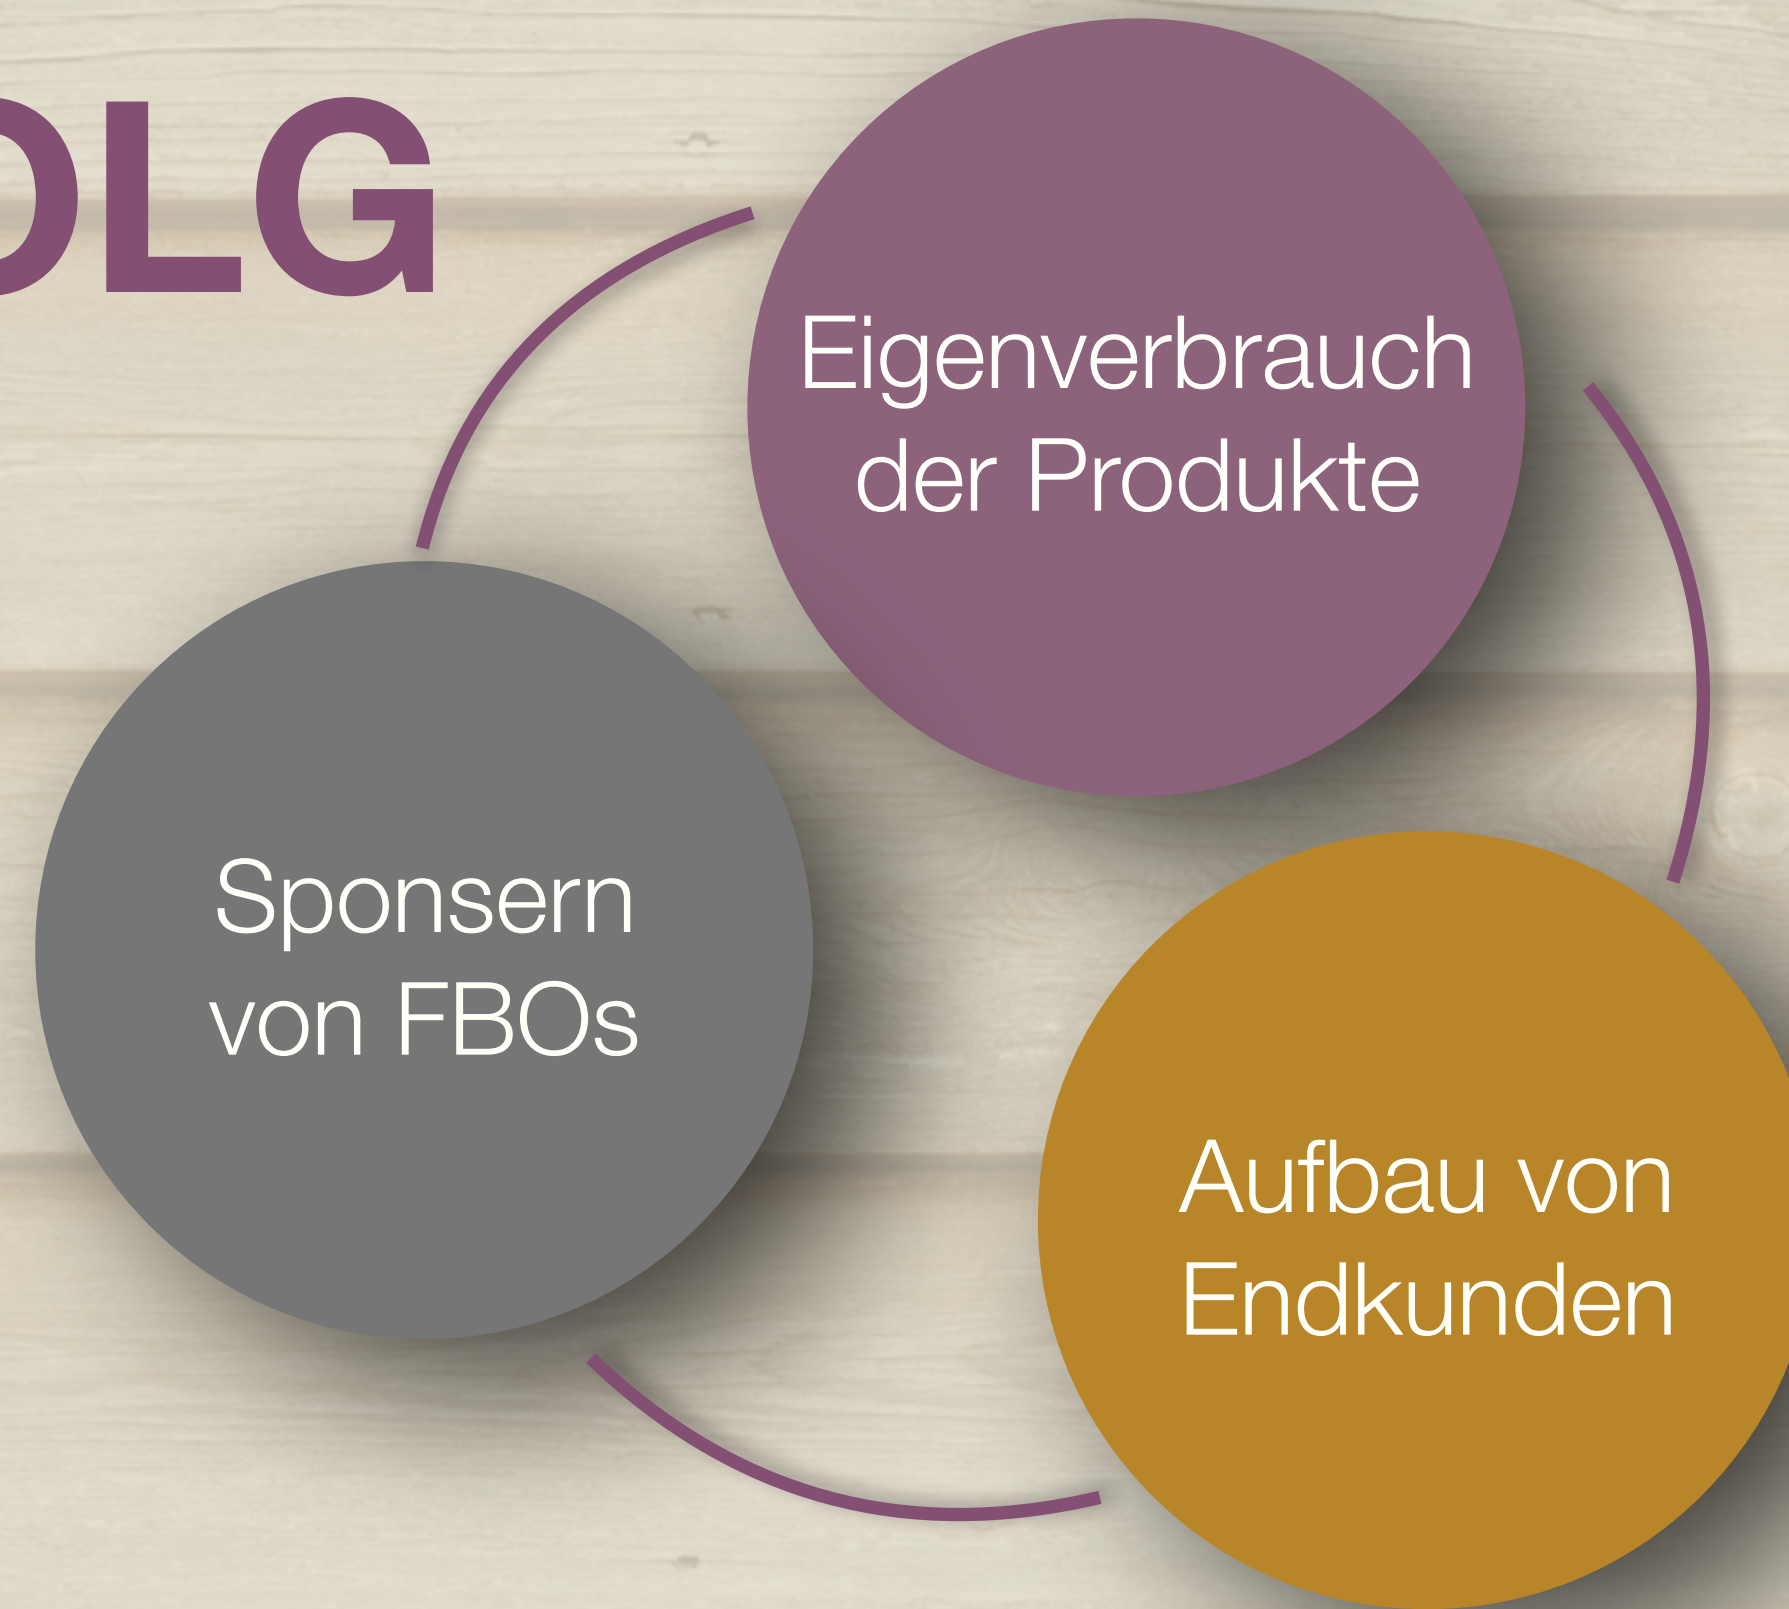 OLG
Eigenverbrauch
der Produkte
Sponsern
von FBOs
Aufbau von
Endkunden